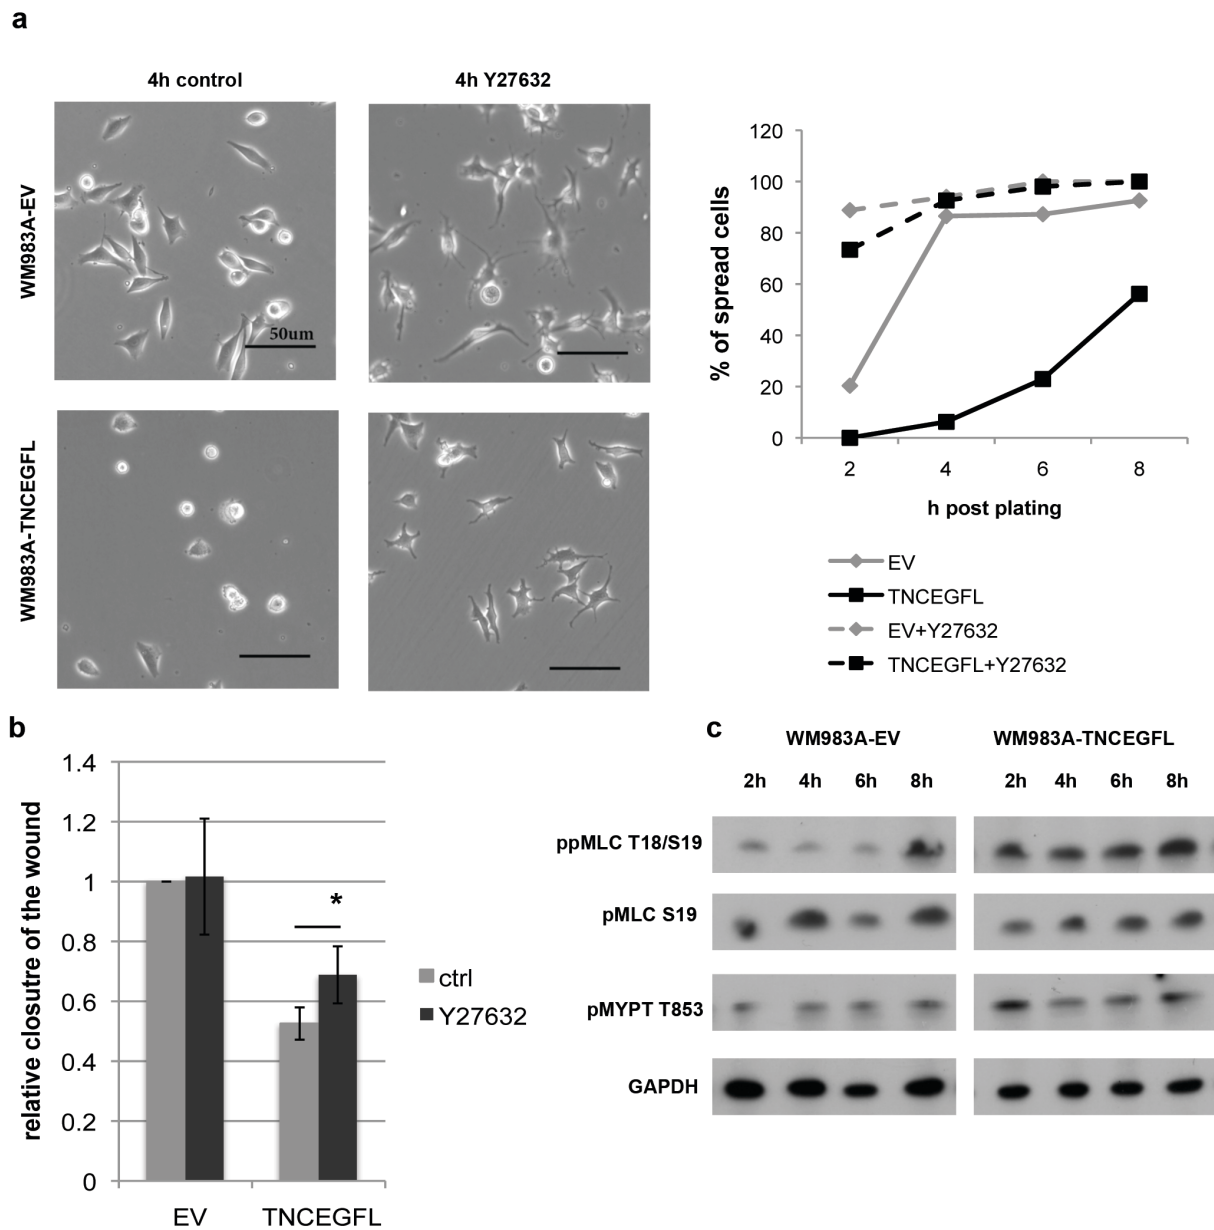 a
4h control
4h Y27632
WM983A-EV
50um
WM983A-TNCEGFL
120
100
80
60
40
20
0
% of spread cells
2 4 6 8
h post plating
EV
TNCEGFL
EV+Y27632
TNCEGFL+Y27632
b
1.4
1.2
1
0.8
0.6
0.4
0.2
0
relative closutre of the wound
*
ctrl
Y27632
EV TNCEGFL
c
WM983A-EV WM983A-TNCEGFL
2h 4h 6h 8h 2h 4h 6h 8h
ppMLC T18/S19
pMLC S19
pMYPT T853
GAPDH